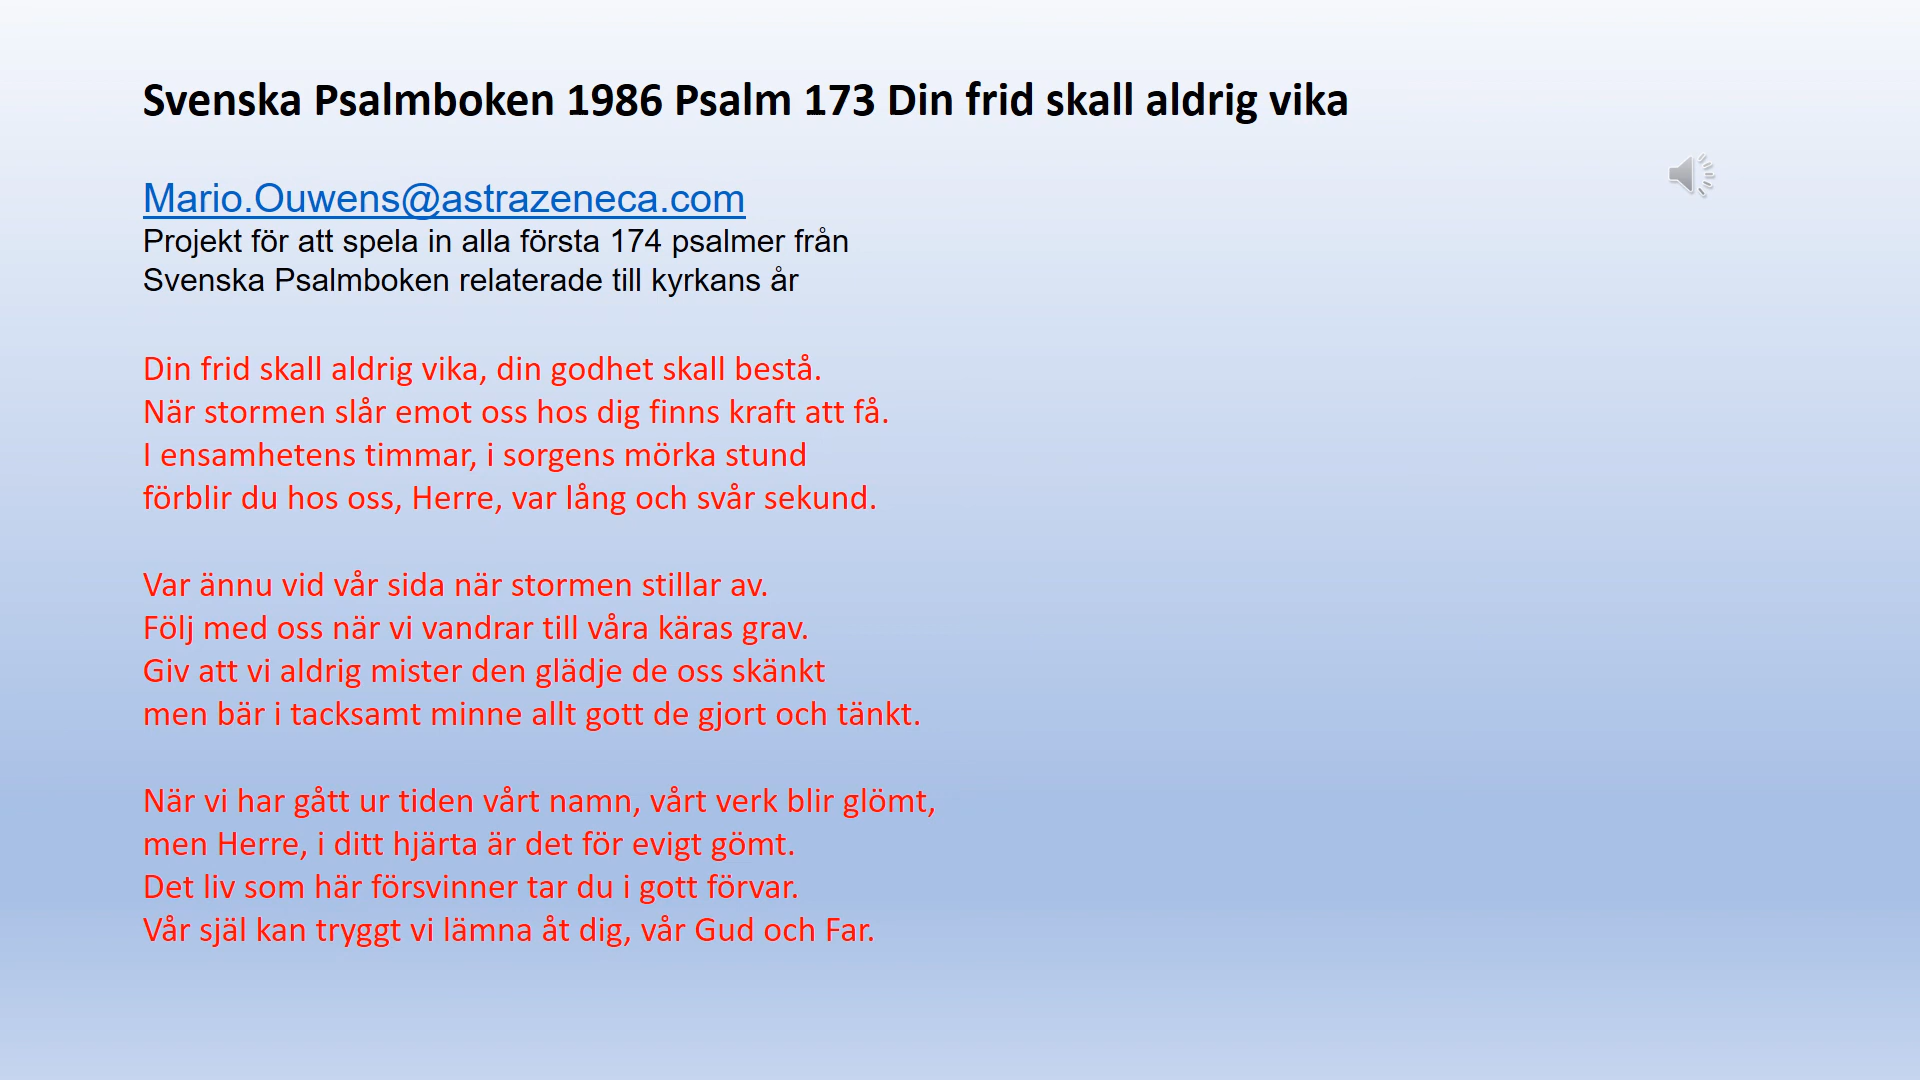 Svenska Psalmboken 1986 Psalm 173 Din frid skall aldrig vika
Mario.Ouwens@astrazeneca.com
Projekt för att spela in alla första 174 psalmer från
Svenska Psalmboken relaterade till kyrkans år
Din frid skall aldrig vika, din godhet skall bestå.
När stormen slår emot oss hos dig finns kraft att få.
I ensamhetens timmar, i sorgens mörka stund
förblir du hos oss, Herre, var lång och svår sekund.
Var ännu vid vår sida när stormen stillar av.
Följ med oss när vi vandrar till våra käras grav.
Giv att vi aldrig mister den glädje de oss skänkt
men bär i tacksamt minne allt gott de gjort och tänkt.
När vi har gått ur tiden vårt namn, vårt verk blir glömt,
men Herre, i ditt hjärta är det för evigt gömt.
Det liv som här försvinner tar du i gott förvar.
Vår själ kan tryggt vi lämna åt dig, vår Gud och Far.